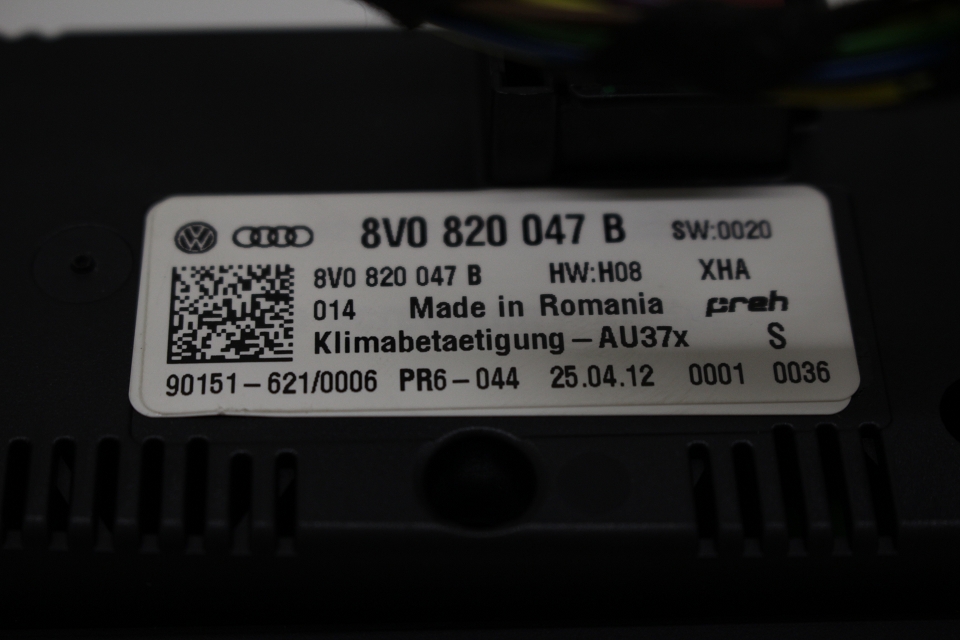 8V0 820 047 B SW:0020
8V0 820 047 B HW:H08 XHA
014 Made in Romania preh
Klimabetaetigung-AU37x S
90151-621/0006 PR6-044 25.04.12 0001 0036